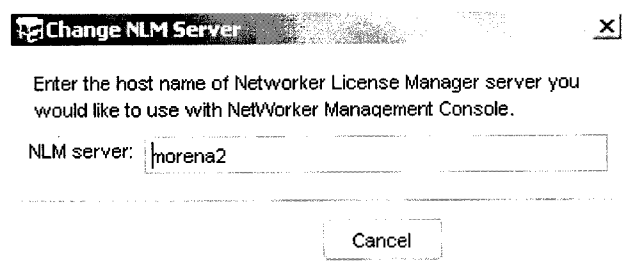 Change NLM Server
Enter the host name of Networker License Manager server you
would like to use with NetWorker Management Console.
NLM server: morena2
Cancel